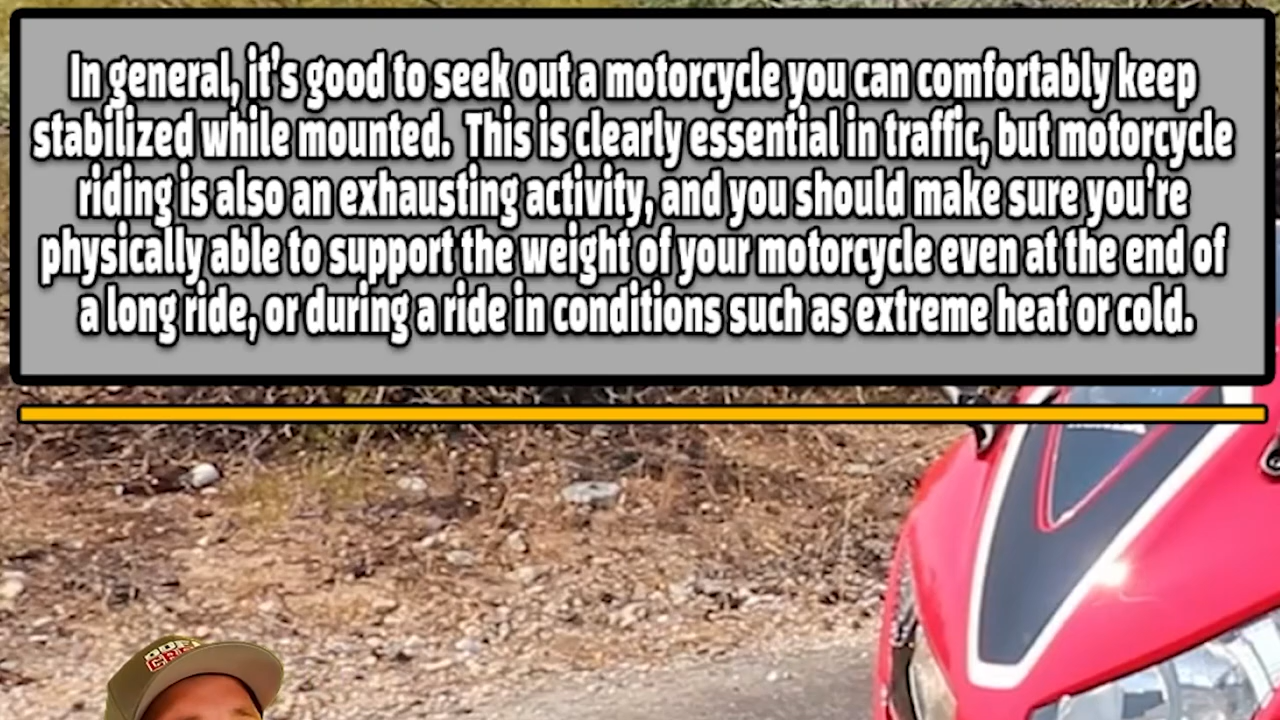 In general, it's good to seek out a motorcycle you can comfortably keep
stabilized while mounted.  This is clearly essential in traffic, but motorcycle
riding is also an exhausting activity, and you should make sure you're
physically able to support the weight of your motorcycle even at the end of
a long ride, or during a ride in conditions such as extreme heat or cold.